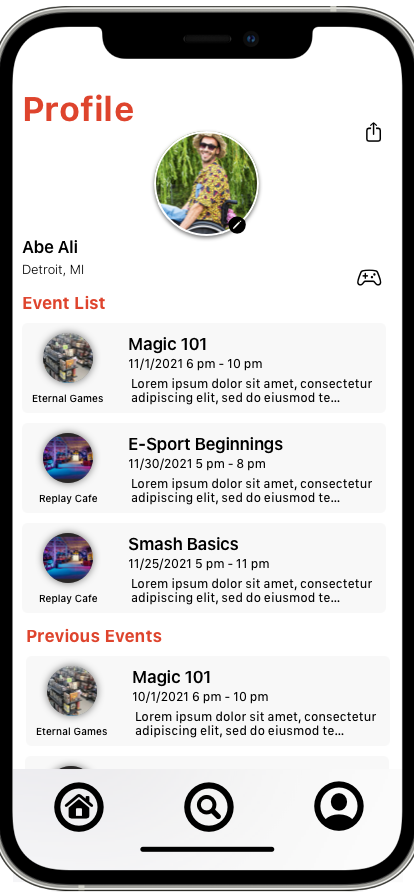 Profile
Abe Ali
Detroit, MI
Event List
Magic 101
11/1/2021 6 pm - 10 pm
Lorem ipsum dolor sit amet, consectetur
adipiscing elit, sed do eiusmod te...
Eternal Games
E-Sport Beginnings
11/30/2021 5 pm - 8 pm
Lorem ipsum dolor sit amet, consectetur
adipiscing elit, sed do eiusmod te...
Replay Cafe
Smash Basics
11/25/2021 5 pm - 11 pm
Lorem ipsum dolor sit amet, consectetur
adipiscing elit, sed do eiusmod te...
Replay Cafe
Previous Events
Magic 101
10/1/2021 6 pm - 10 pm
Lorem ipsum dolor sit amet, consectetur
adipiscing elit, sed do eiusmod te...
Eternal Games